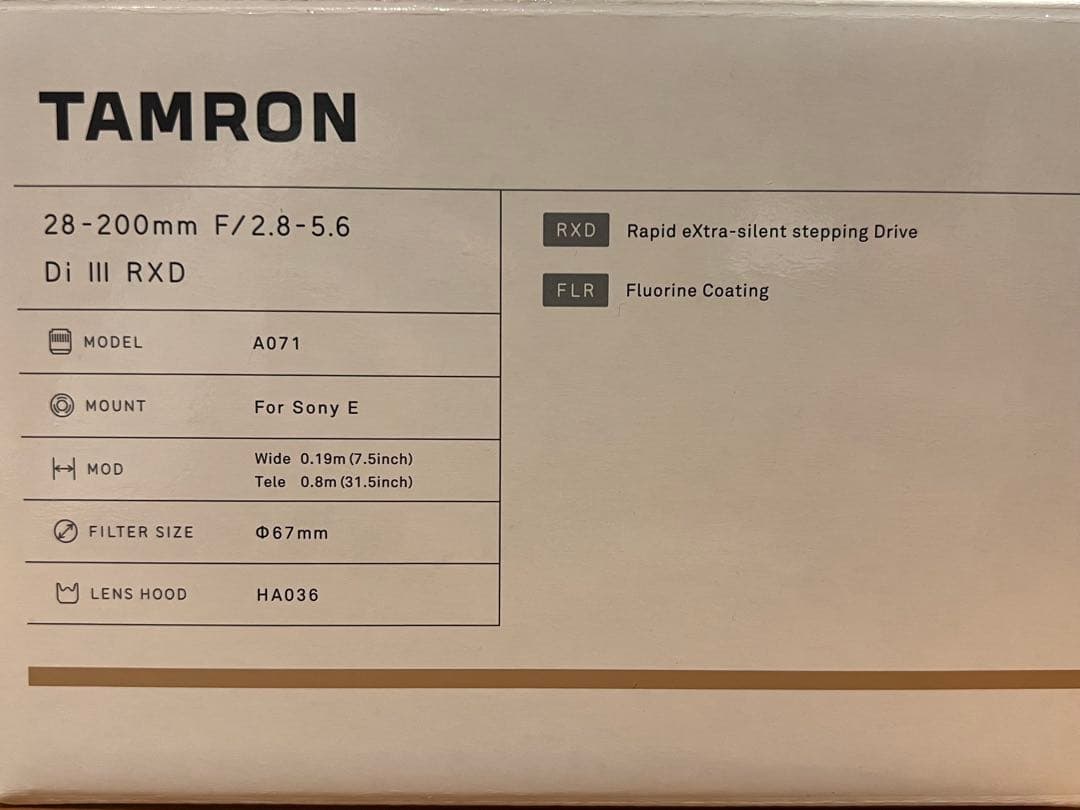 TAMRON
28-200mm F/2.8-5.6
Di III RXD
MODEL A071
MOUNT For Sony E
MOD Wide 0.19m (7.5inch)
Tele 0.8m (31.5inch)
FILTER SIZE Φ67mm
LENS HOOD HA036
RXD Rapid eXtra-silent stepping Drive
FLR Fluorine Coating